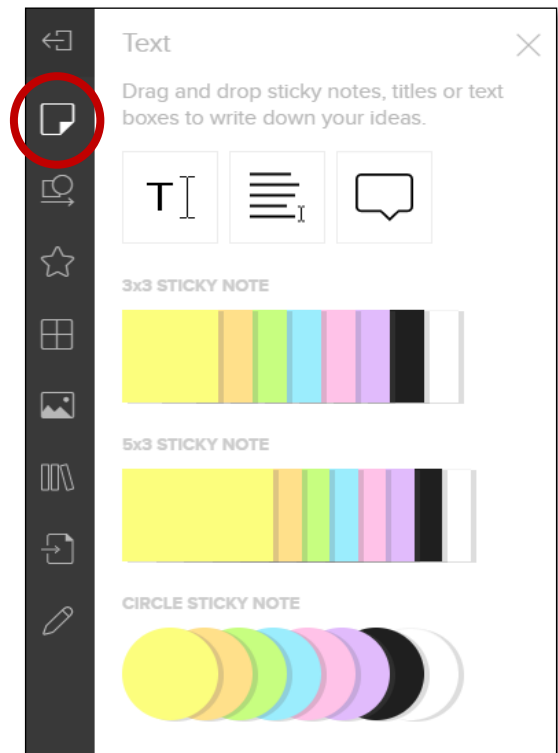 Text
Drag and drop sticky notes, titles or text
boxes to write down your ideas.
T
3x3 STICKY NOTE
5x3 STICKY NOTE
CIRCLE STICKY NOTE